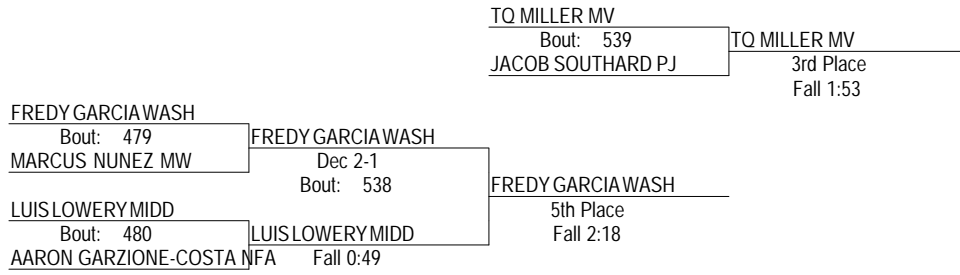 TQ MILLER MV
Bout: 539
JACOB SOUTHARD PJ
TQ MILLER MV
3rd Place
Fall 1:53
FREDY GARCIA WASH
Bout: 479
MARCUS NUNEZ MW
FREDY GARCIA WASH
Dec 2-1
Bout: 538
FREDY GARCIA WASH
5th Place
Fall 2:18
LUIS LOWERY MIDD
Bout: 480
AARON GARZIONE-COSTA NFA
LUIS LOWERY MIDD
Fall 0:49